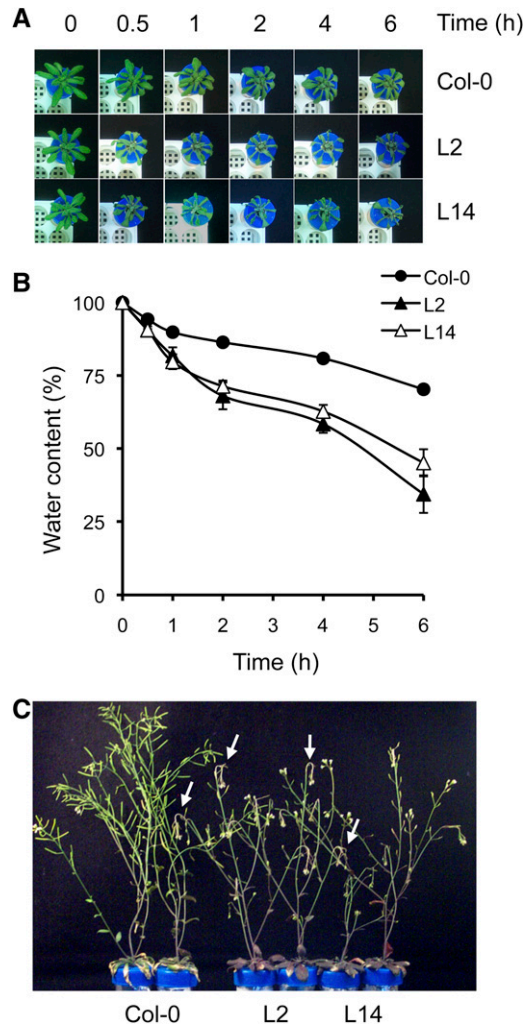 A
0 0.5 1 2 4 6 Time (h)
Col-0
L2
L14
B
Col-0
L2
L14
100
75
50
25
0
Water content (%)
0 1 2 3 4 5 6
Time (h)
C
Col-0 L2 L14